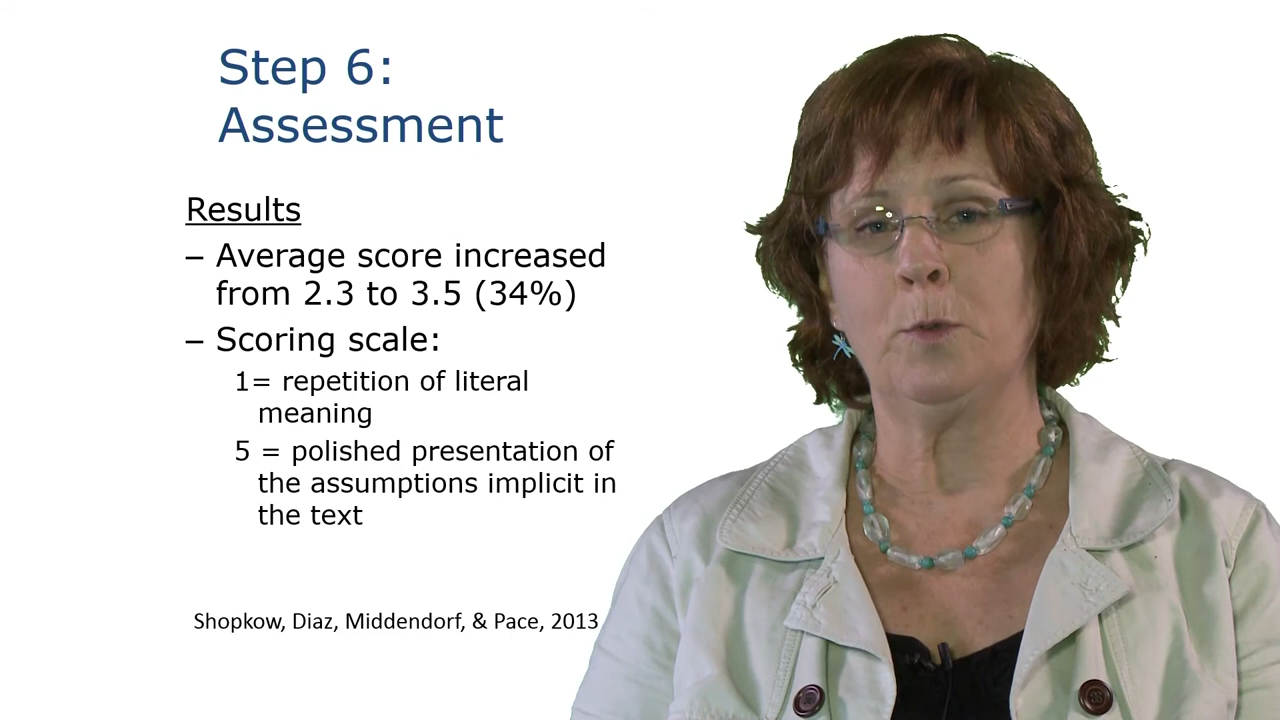 Step 6:
Assessment
Results
– Average score increased
from 2.3 to 3.5 (34%)
– Scoring scale:
1= repetition of literal
meaning
5 = polished presentation of
the assumptions implicit in
the text
Shopkow, Diaz, Middendorf, & Pace, 2013